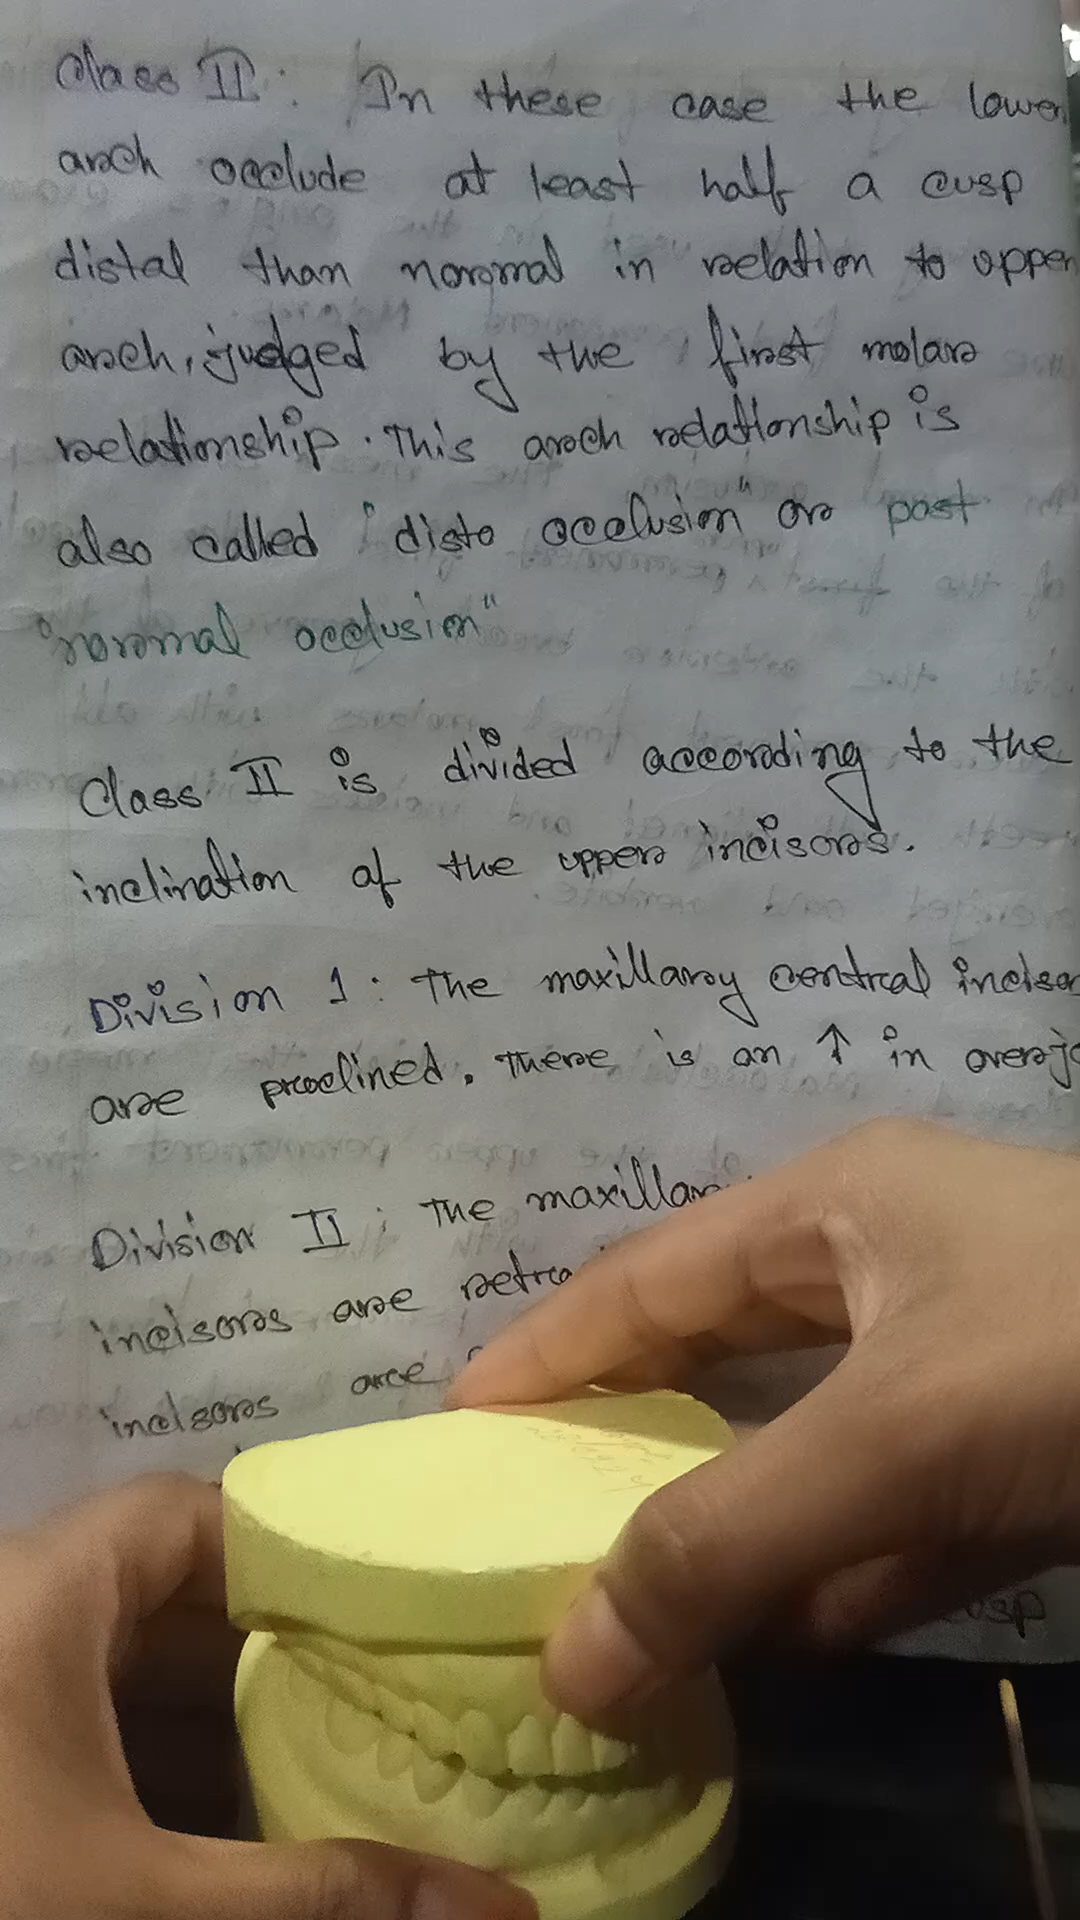 Class II: In these case the lower
arch occlude at least half a cusp
distal than normal in relation to upper
arch, judged by the first molar
relationship. This arch relationship is
also called "disto occlusion" or post
"normal occlusion"
Class II is divided according to the
inclination of the upper incisors.
Division 1: The maxillary central incisor
are proclined. There is an ↑ in overj
Division II: The maxillar
incisors are retro
incisors are
cusp